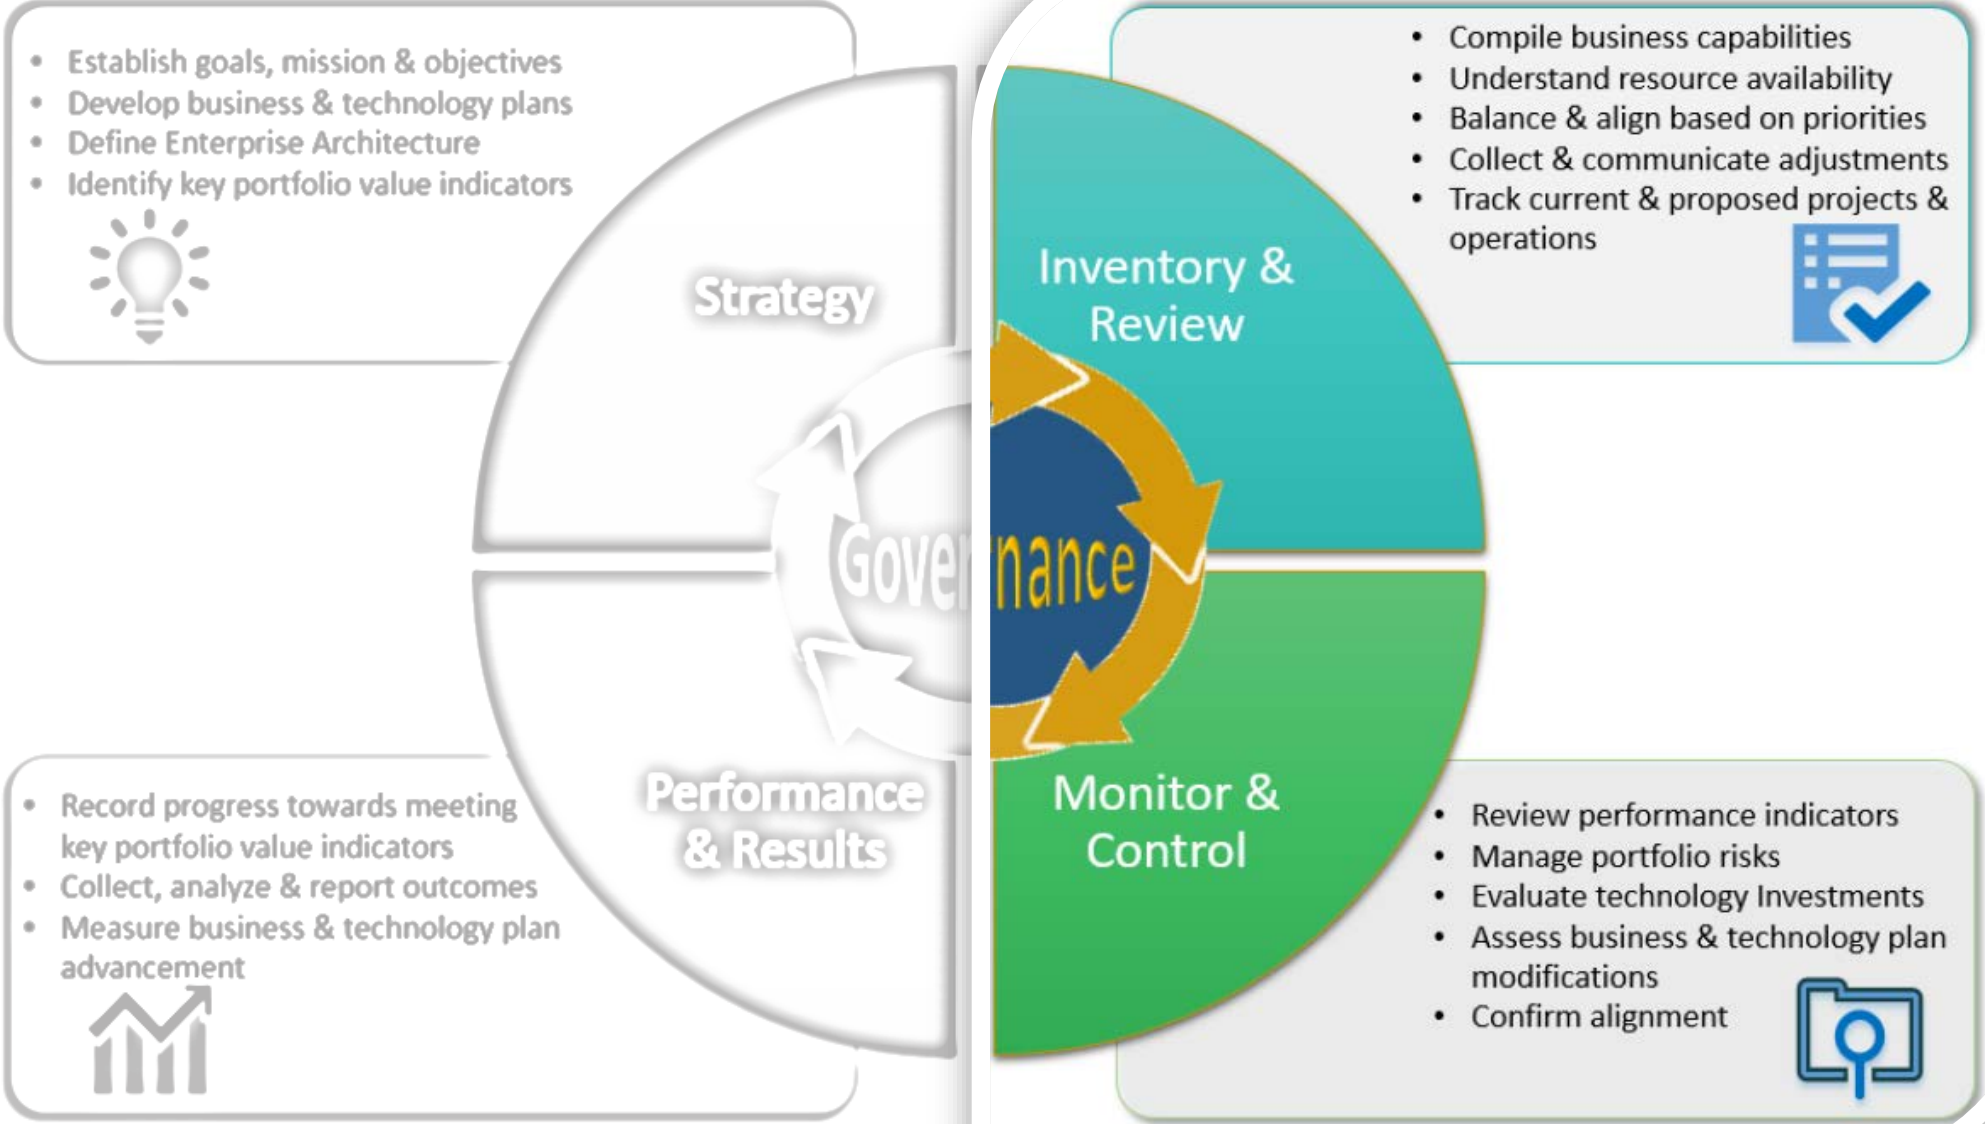 • Establish goals, mission & objectives
• Develop business & technology plans
• Define Enterprise Architecture
• Identify key portfolio value indicators
• Compile business capabilities
• Understand resource availability
• Balance & align based on priorities
• Collect & communicate adjustments
• Track current & proposed projects &
operations
Strategy
Inventory &
Review
Governance
Performance
& Results
Monitor &
Control
• Record progress towards meeting
key portfolio value indicators
• Collect, analyze & report outcomes
• Measure business & technology plan
advancement
• Review performance indicators
• Manage portfolio risks
• Evaluate technology Investments
• Assess business & technology plan
modifications
• Confirm alignment